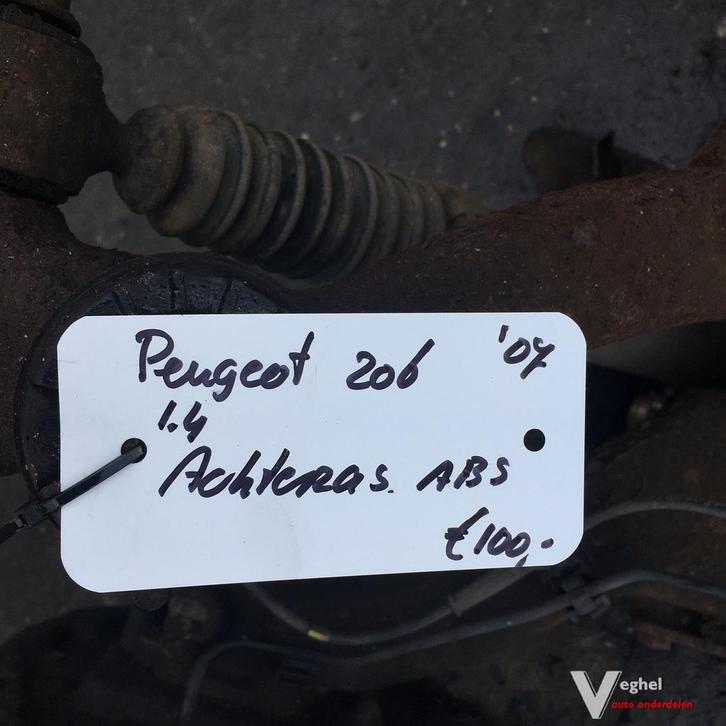 Peugeot 206 '07
1.4
Achteras. ABS
€100,-
Veghel
auto onderdelen